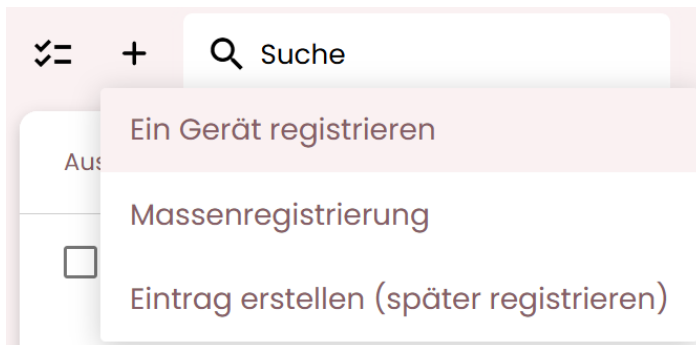 Suche
Ein Gerät registrieren
Aus
Massenregistrierung
Eintrag erstellen (später registrieren)